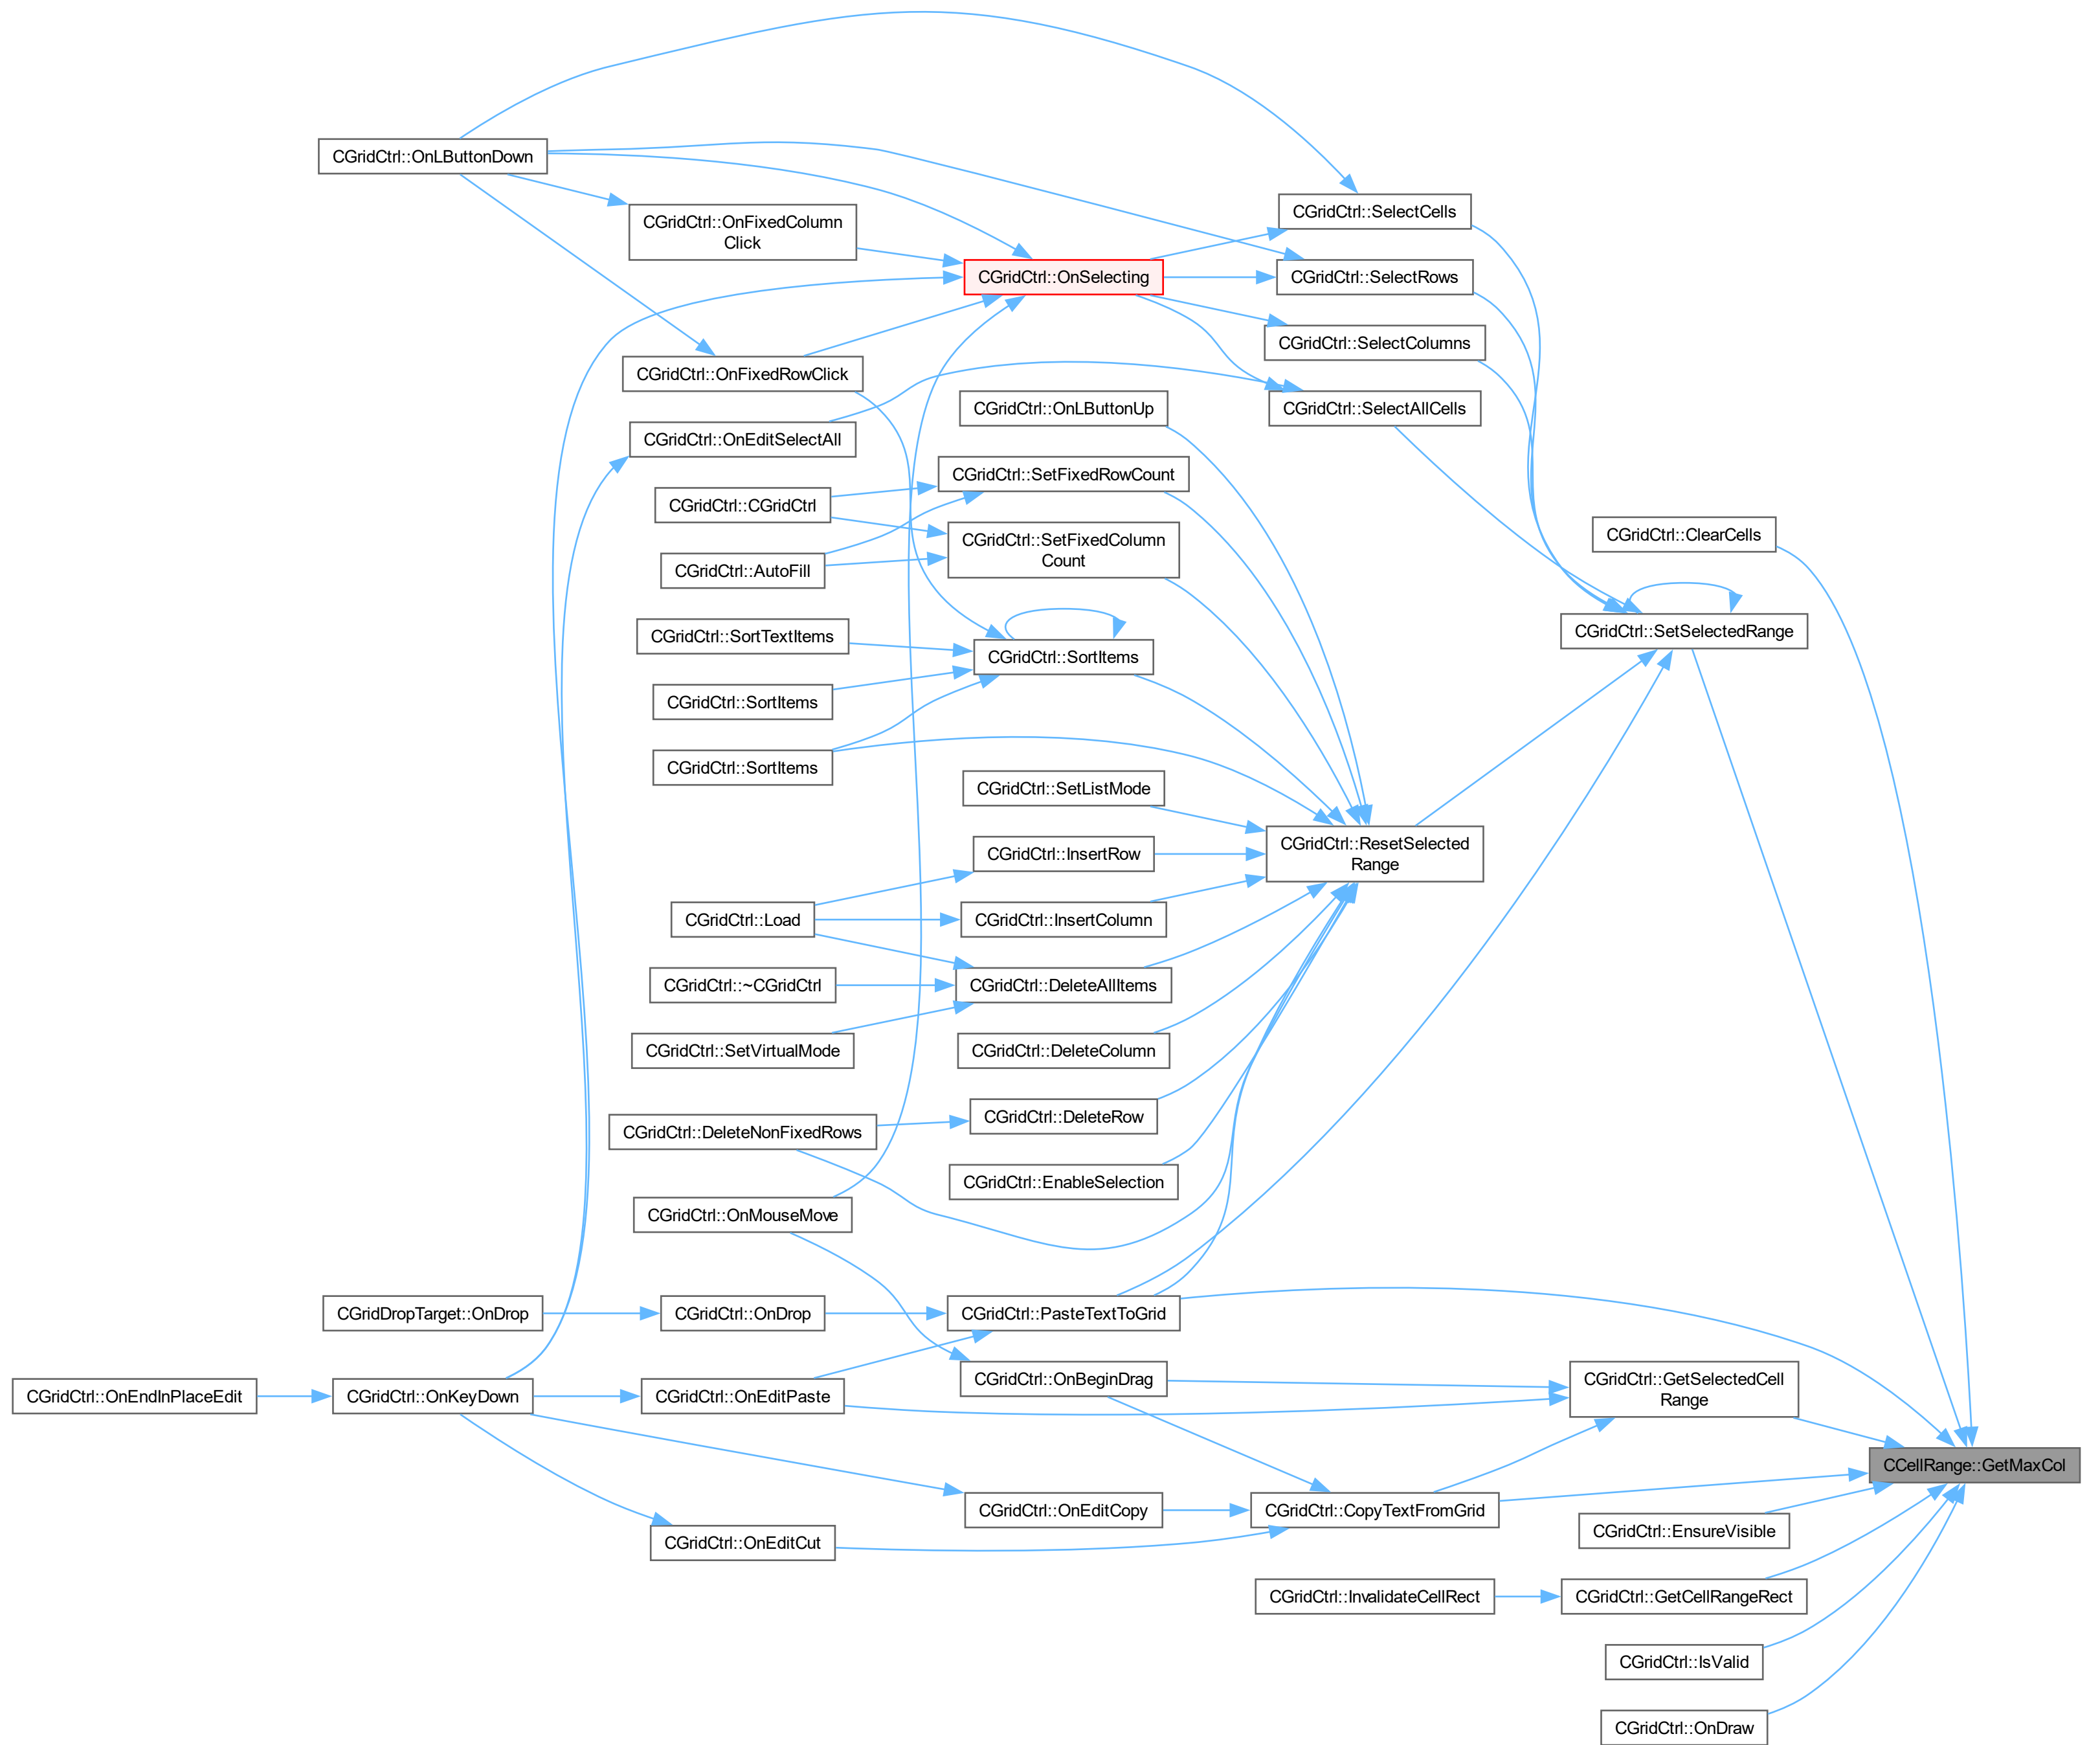 CGridCtrl::OnLButtonDown
CGridCtrl::OnFixedColumn
Click
CGridCtrl::SelectCells
CGridCtrl::OnSelecting
CGridCtrl::SelectRows
CGridCtrl::SelectColumns
CGridCtrl::OnFixedRowClick
CGridCtrl::OnLButtonUp
CGridCtrl::SelectAllCells
CGridCtrl::OnEditSelectAll
CGridCtrl::SetFixedRowCount
CGridCtrl::CGridCtrl
CGridCtrl::ClearCells
CGridCtrl::SetFixedColumn
Count
CGridCtrl::AutoFill
CGridCtrl::SortTextItems
CGridCtrl::SetSelectedRange
CGridCtrl::SortItems
CGridCtrl::SortItems
CGridCtrl::SortItems
CGridCtrl::SetListMode
CGridCtrl::ResetSelected
Range
CGridCtrl::InsertRow
CGridCtrl::Load
CGridCtrl::InsertColumn
CGridCtrl::~CGridCtrl
CGridCtrl::DeleteAllItems
CGridCtrl::SetVirtualMode
CGridCtrl::DeleteColumn
CGridCtrl::DeleteNonFixedRows
CGridCtrl::DeleteRow
CGridCtrl::EnableSelection
CGridCtrl::OnMouseMove
CGridDropTarget::OnDrop
CGridCtrl::OnDrop
CGridCtrl::PasteTextToGrid
CGridCtrl::OnEndInPlaceEdit
CGridCtrl::OnKeyDown
CGridCtrl::OnEditPaste
CGridCtrl::OnBeginDrag
CGridCtrl::GetSelectedCell
Range
CCellRange::GetMaxCol
CGridCtrl::OnEditCopy
CGridCtrl::CopyTextFromGrid
CGridCtrl::EnsureVisible
CGridCtrl::OnEditCut
CGridCtrl::InvalidateCellRect
CGridCtrl::GetCellRangeRect
CGridCtrl::IsValid
CGridCtrl::OnDraw